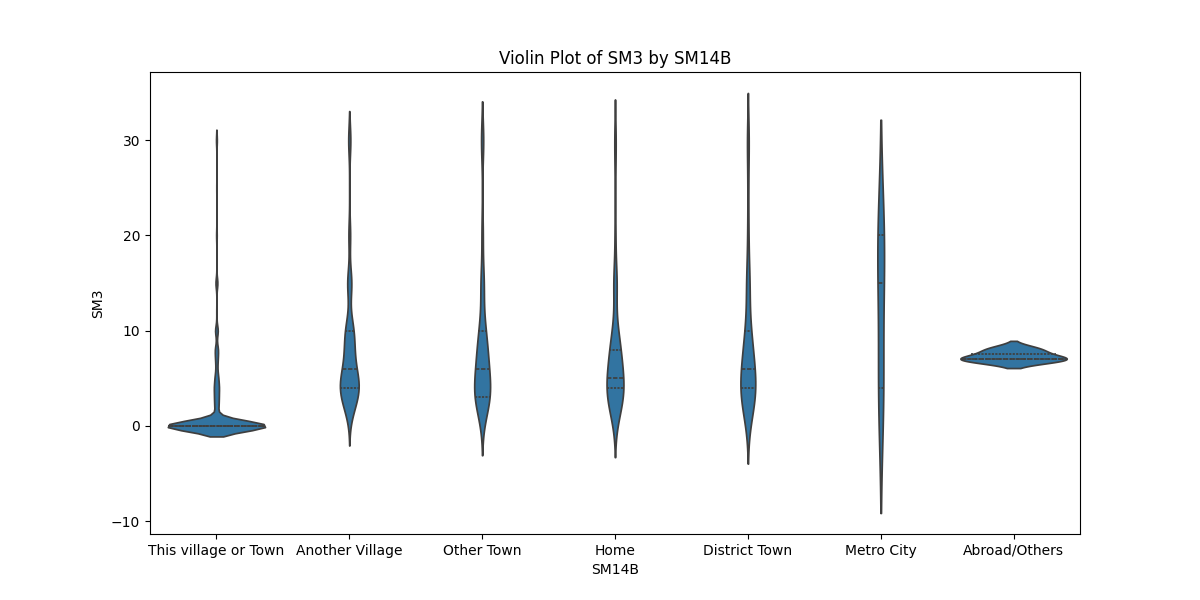 Violin Plot of SM3 by SM14B
30
20
10
0
−10
SM3
This village or Town Another Village Other Town Home District Town Metro City Abroad/Others
SM14B